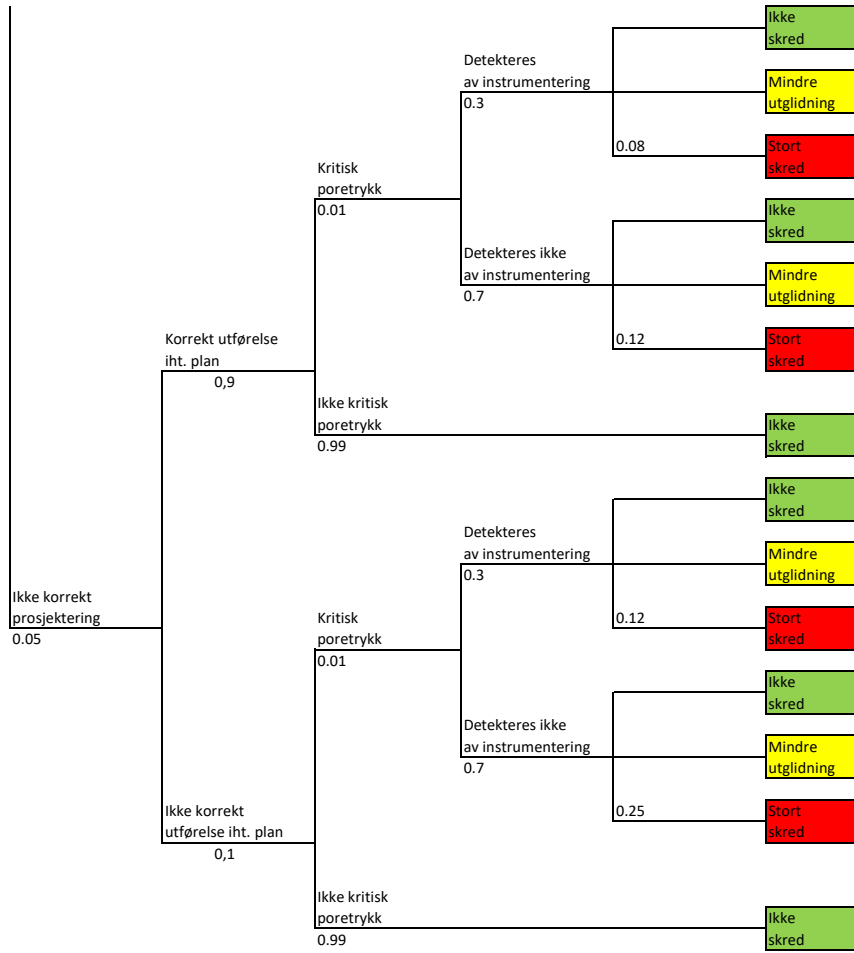 Ikke
skred
Detekteres
av instrumentering
0.3
Mindre
utglidning
0.08
Stort
skred
Kritisk
poretrykk
0.01
Ikke
skred
Detekteres ikke
av instrumentering
0.7
Mindre
utglidning
0.12
Stort
skred
Korrekt utførelse
iht. plan
0,9
Ikke kritisk
poretrykk
0.99
Ikke
skred
Ikke
skred
Detekteres
av instrumentering
0.3
Mindre
utglidning
Ikke korrekt
prosjektering
0.05
Kritisk
poretrykk
0.01
0.12
Stort
skred
Ikke
skred
Detekteres ikke
av instrumentering
0.7
Mindre
utglidning
Ikke korrekt
utførelse iht. plan
0,1
0.25
Stort
skred
Ikke kritisk
poretrykk
0.99
Ikke
skred